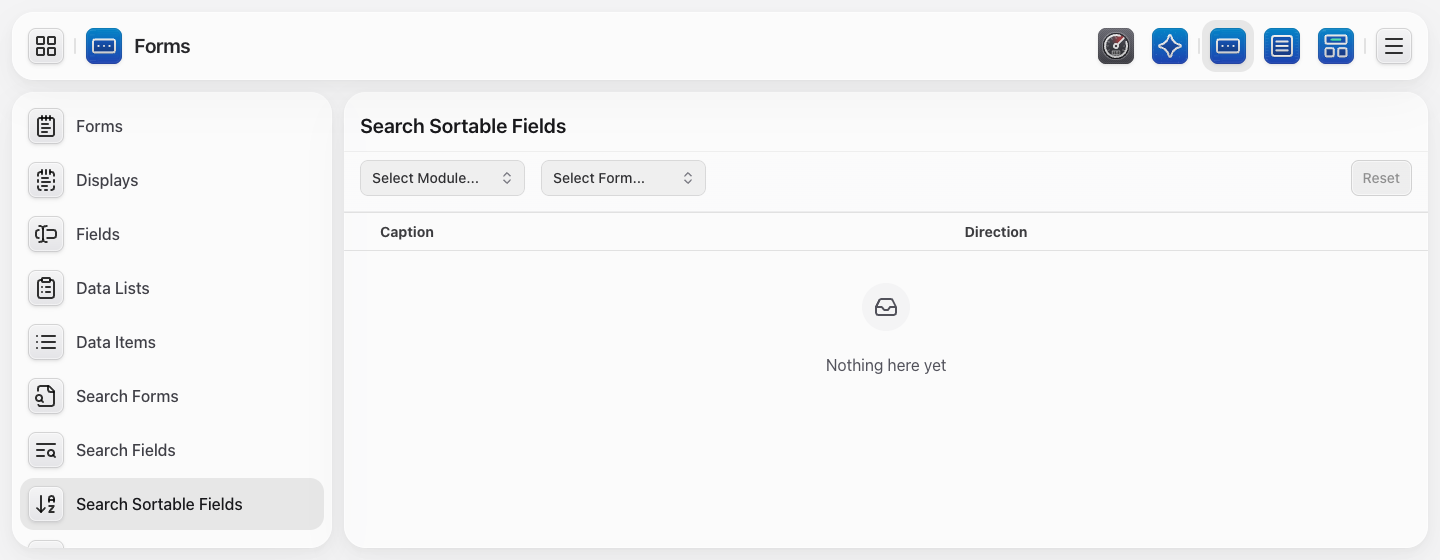 Forms
Forms
Displays
Fields
Data Lists
Data Items
Search Forms
Search Fields
Search Sortable Fields
Search Sortable Fields
Select Module...
Select Form...
Reset
Caption
Direction
Nothing here yet